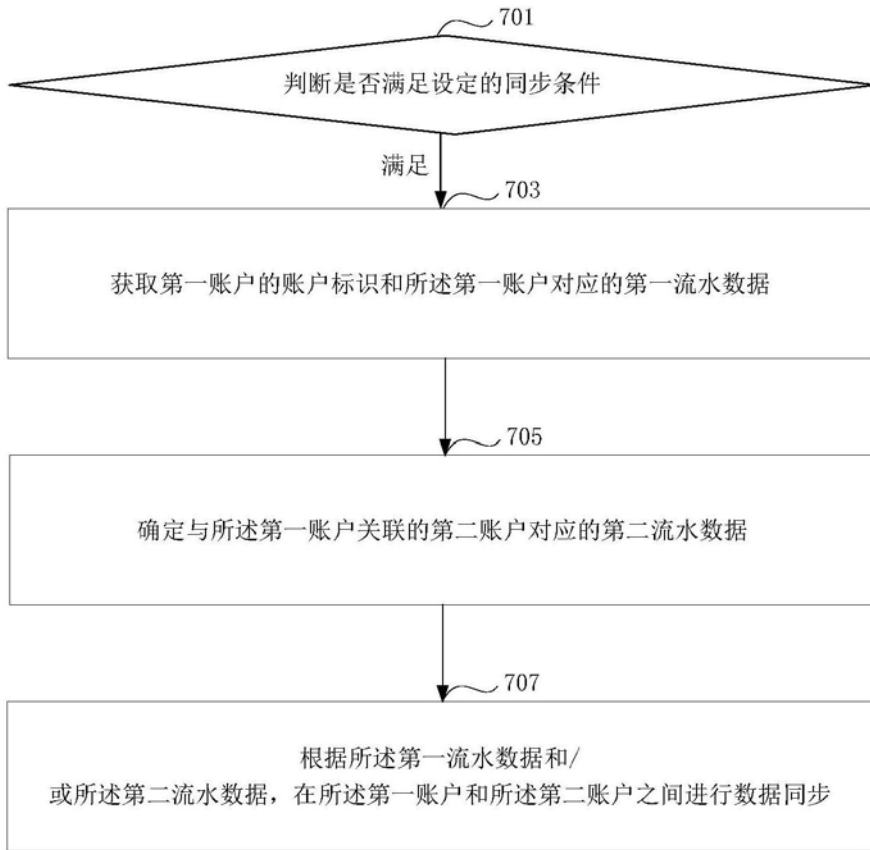 701
判断是否满足设定的同步条件
满足
703
获取第一账户的账户标识和所述第一账户对应的第一流水数据
705
确定与所述第一账户关联的第二账户对应的第二流水数据
707
根据所述第一流水数据和/
或所述第二流水数据，在所述第一账户和所述第二账户之间进行数据同步